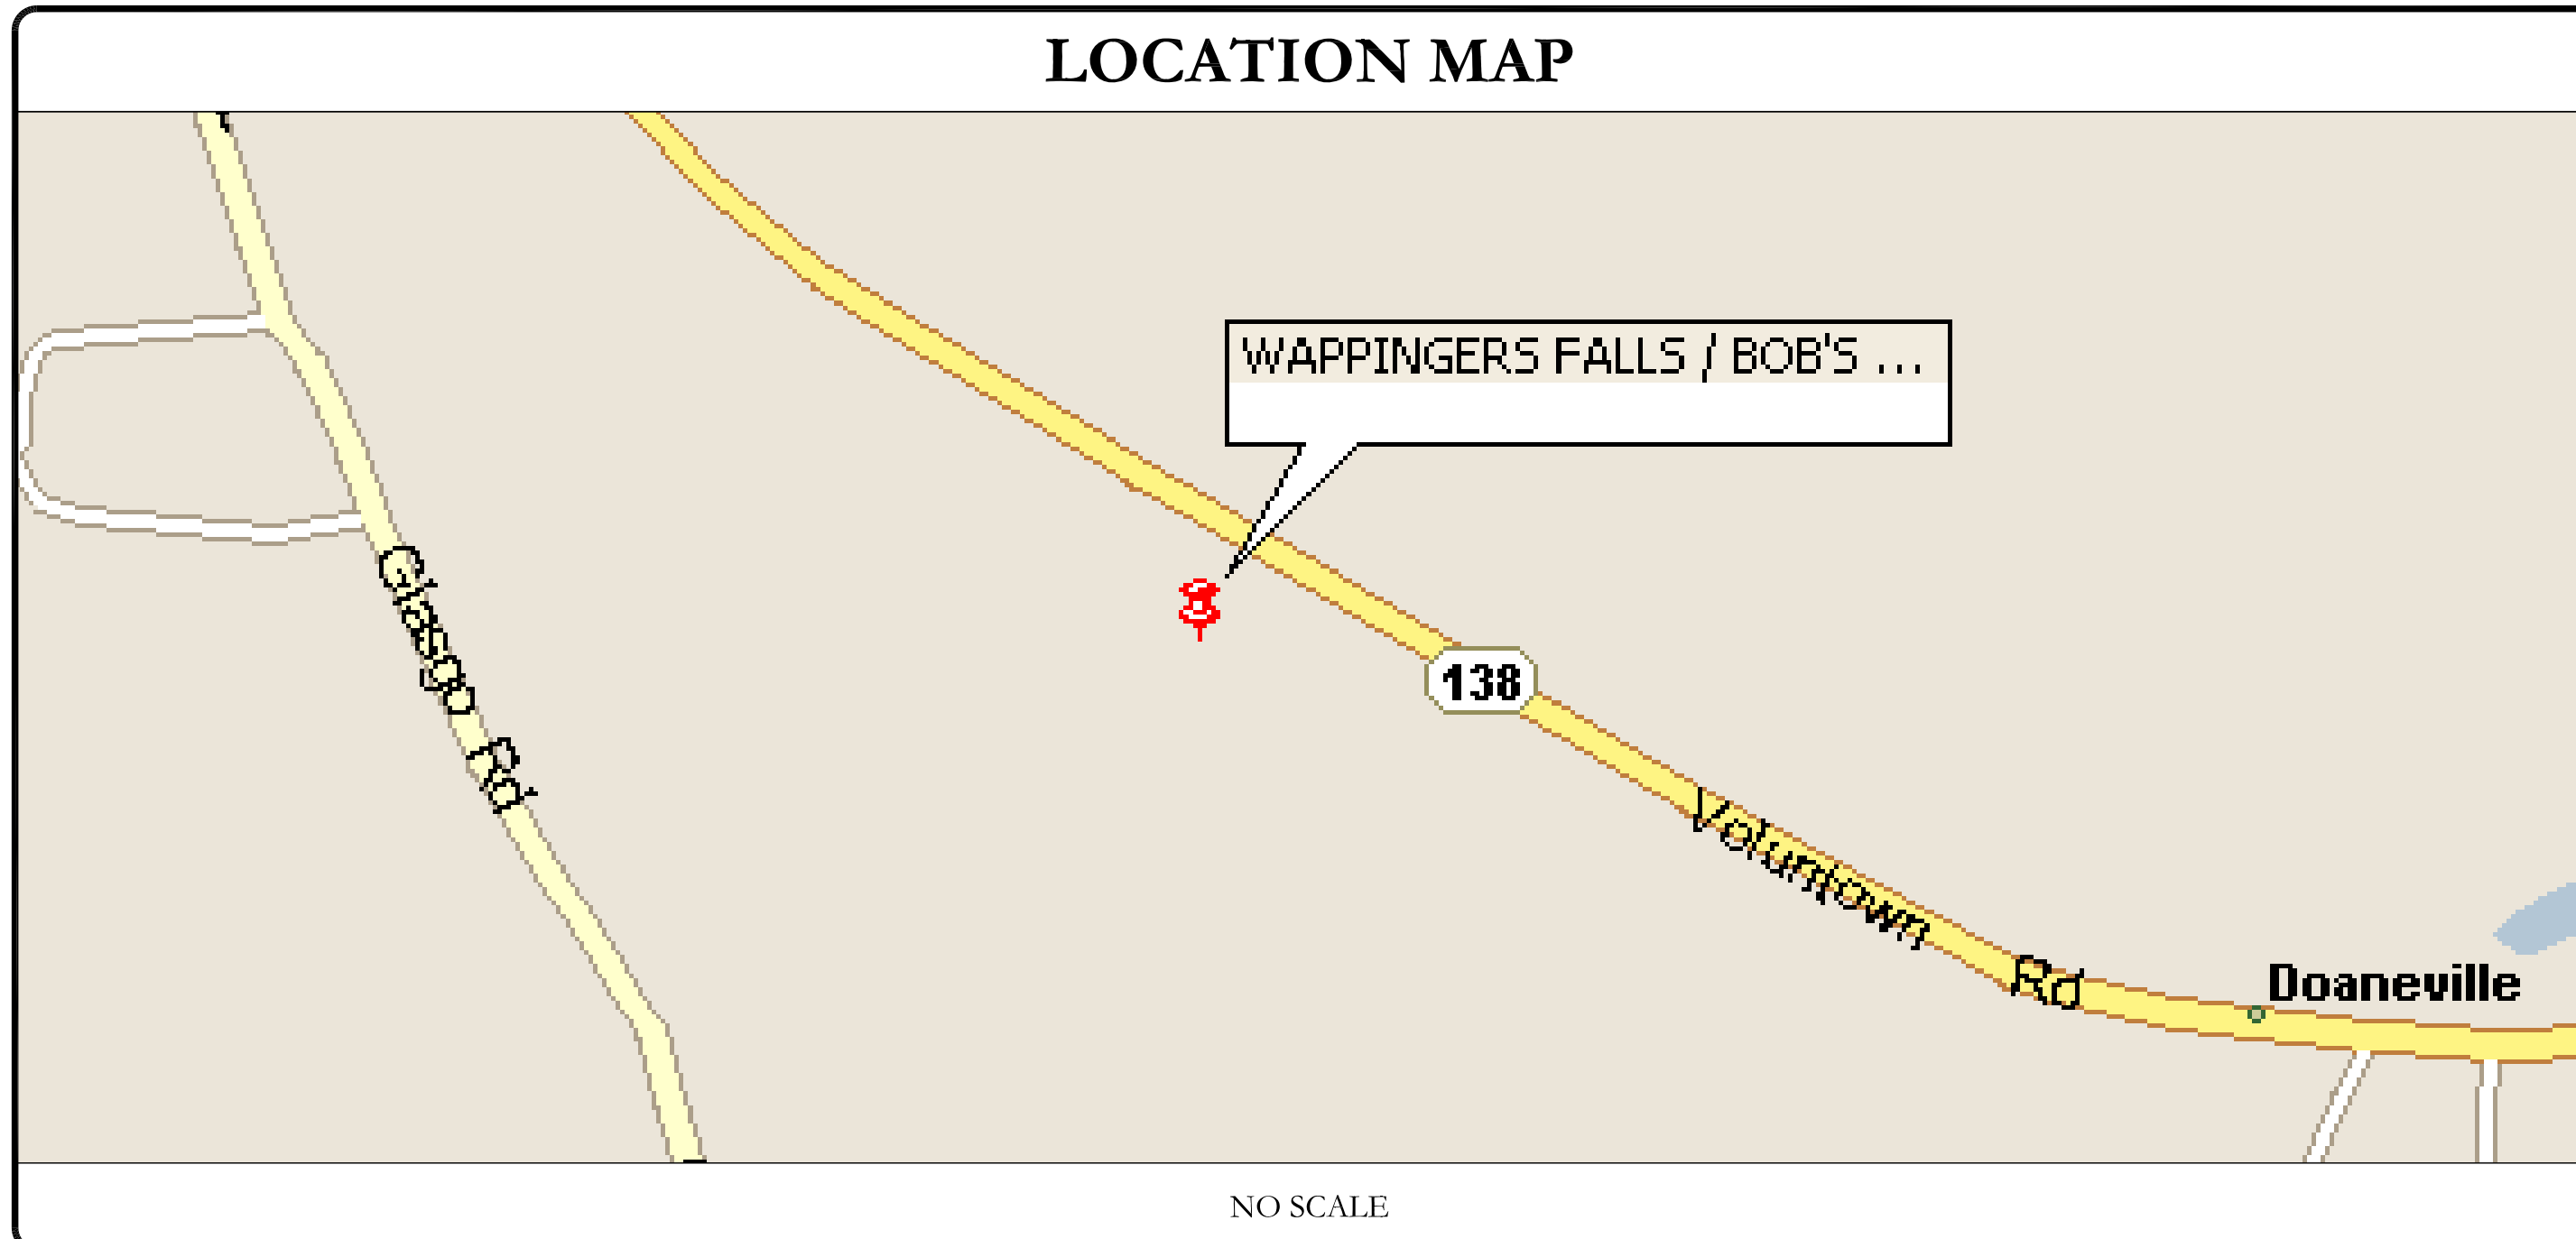 LOCATION MAP
WAPPINGERS FALLS / BOB'S ...
138
Glasgo Rd
Voluntown Rd
Doaneville
NO SCALE